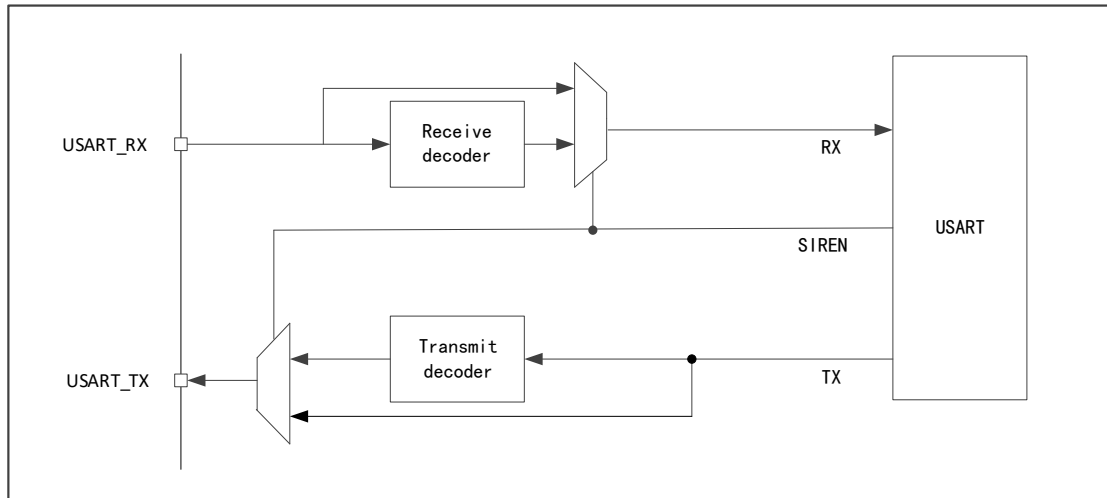 Receive
decoder
USART_RX
RX
USART
SIREN
Transmit
decoder
USART_TX
TX